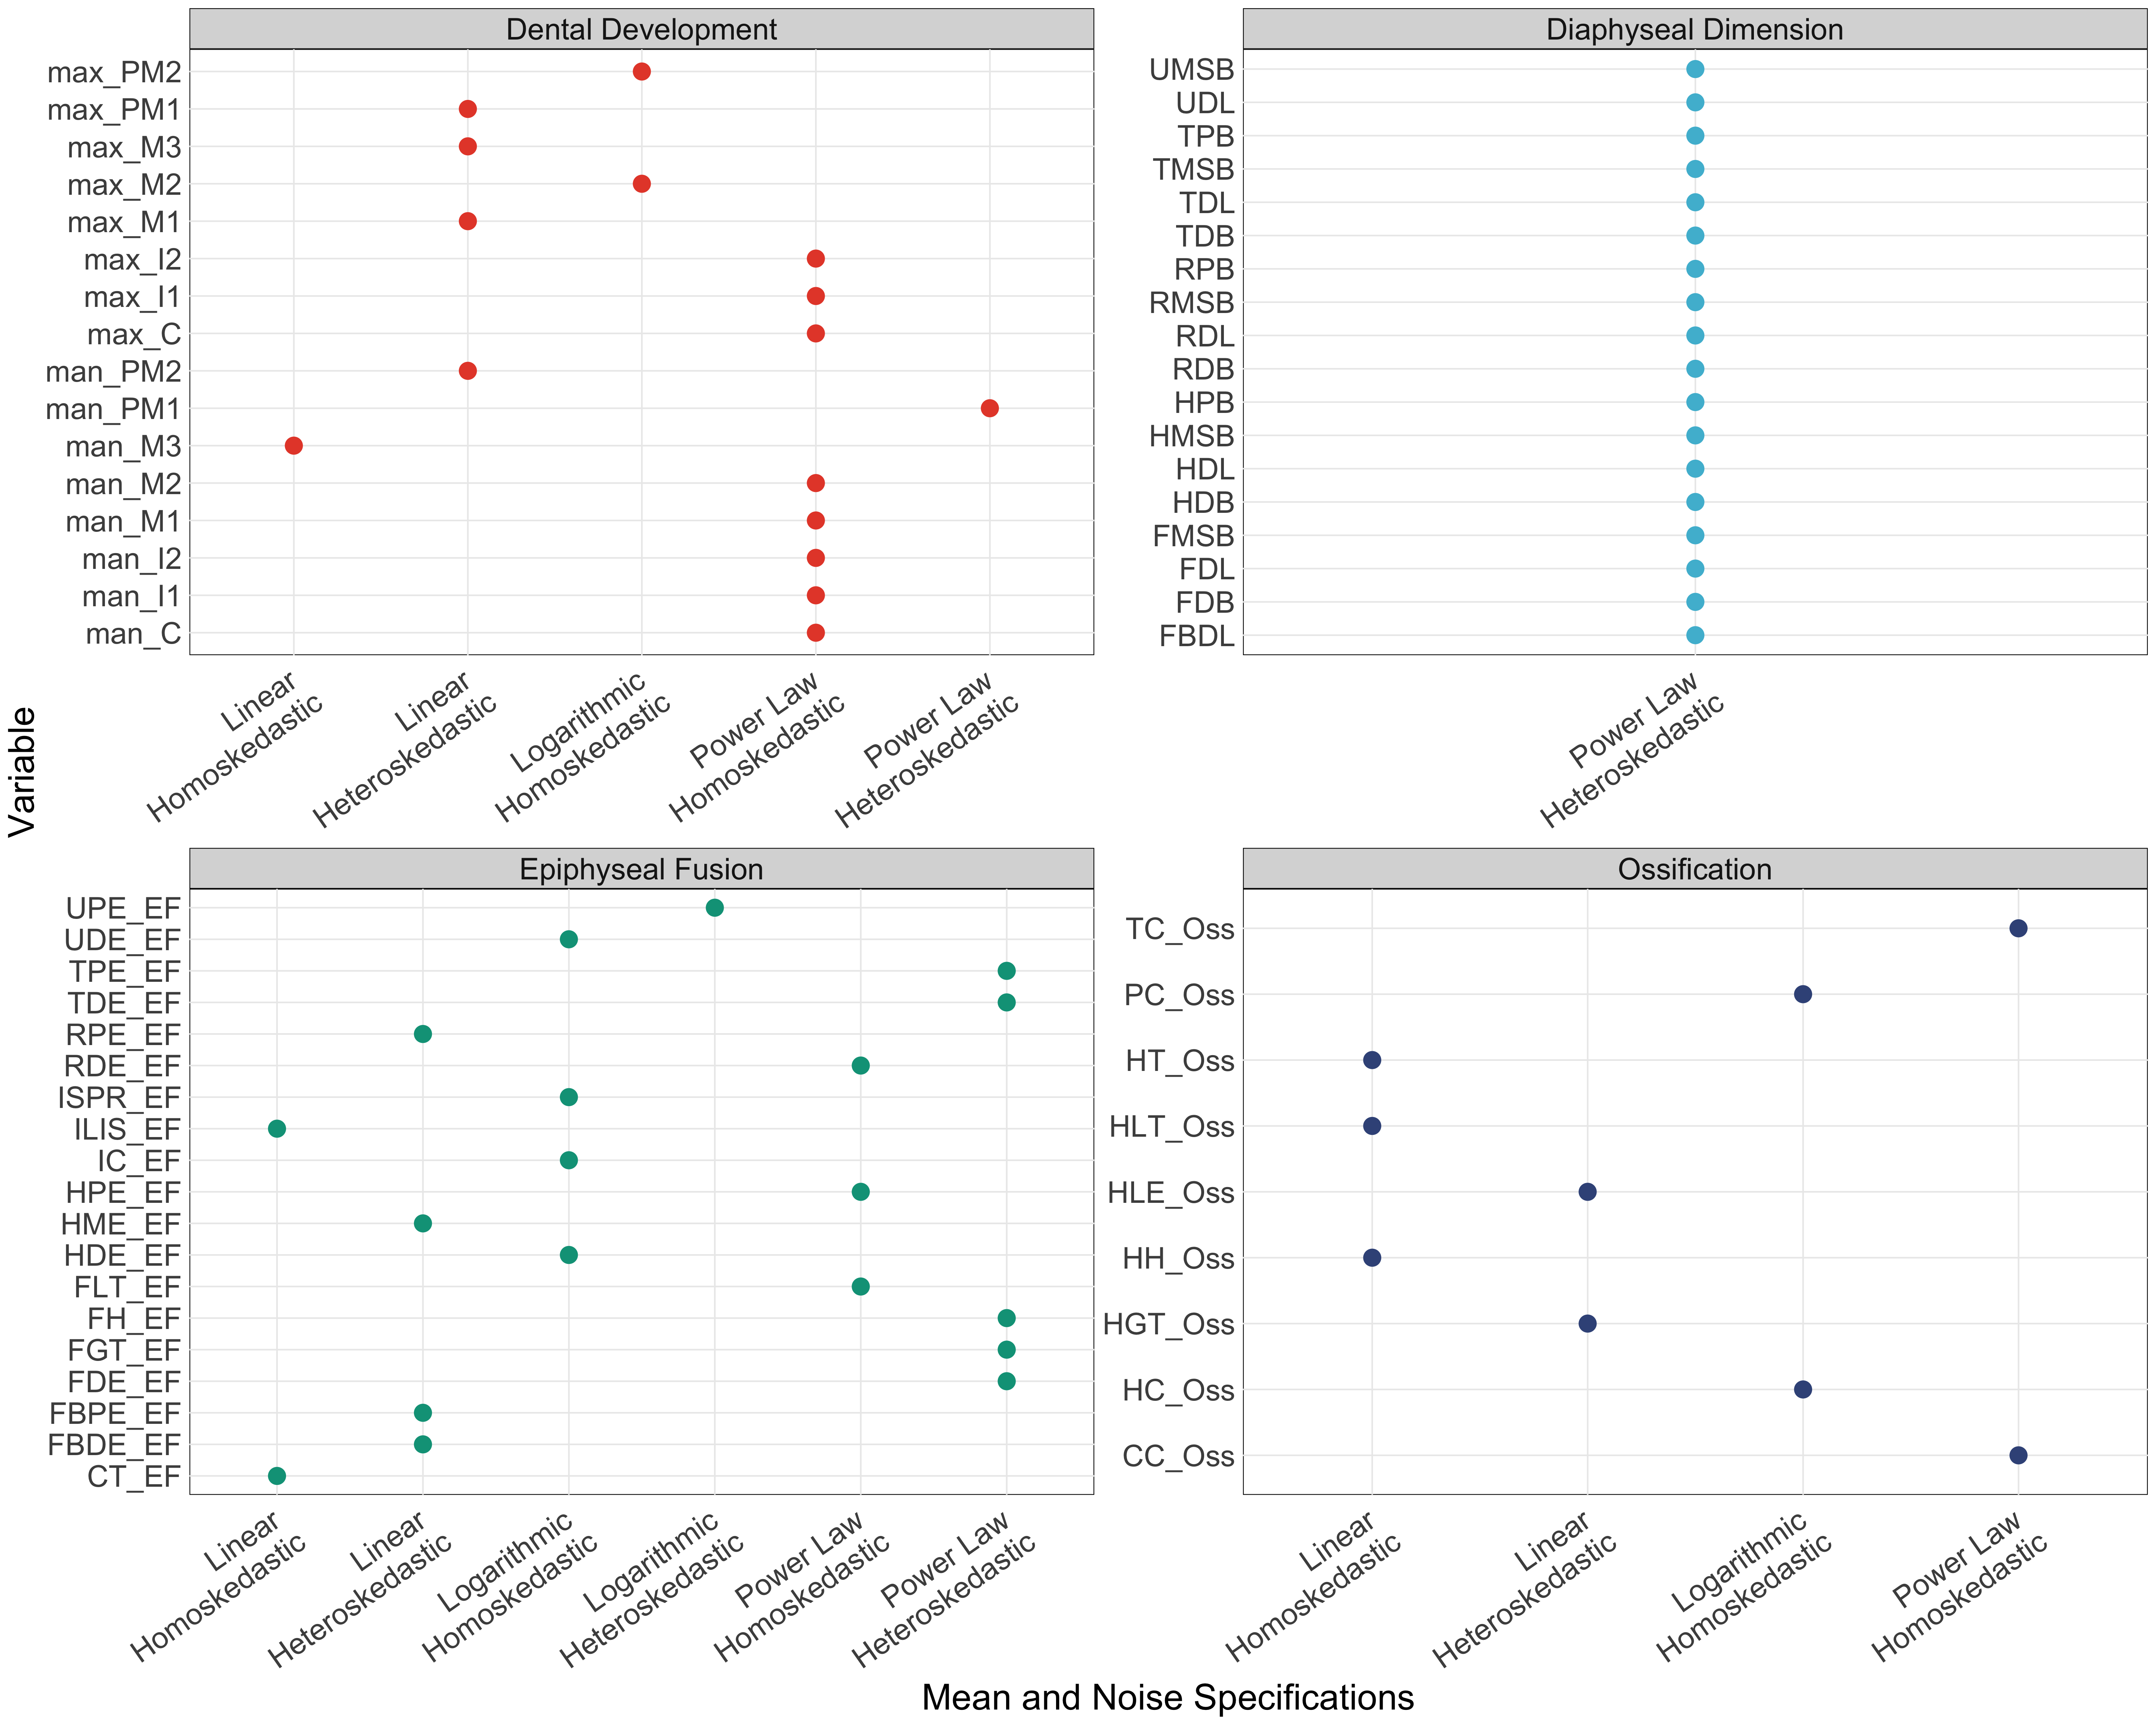 Dental Development
max_PM2
max_PM1
max_M3
max_M2
max_M1
max_I2
max_I1
max_C
man_PM2
man_PM1
man_M3
man_M2
man_M1
man_I2
man_I1
man_C
Linear
Homoskedastic
Linear
Heteroskedastic
Logarithmic
Homoskedastic
Power Law
Homoskedastic
Power Law
Heteroskedastic
Diaphyseal Dimension
UMSB
UDL
TPB
TMSB
TDL
TDB
RPB
RMSB
RDL
RDB
HPB
HMSB
HDL
HDB
FMSB
FDL
FDB
FBDL
Power Law
Heteroskedastic
Variable
Epiphyseal Fusion
UPE_EF
UDE_EF
TPE_EF
TDE_EF
RPE_EF
RDE_EF
ISPR_EF
ILIS_EF
IC_EF
HPE_EF
HME_EF
HDE_EF
FLT_EF
FH_EF
FGT_EF
FDE_EF
FBPE_EF
FBDE_EF
CT_EF
Linear
Homoskedastic
Linear
Heteroskedastic
Logarithmic
Homoskedastic
Logarithmic
Heteroskedastic
Power Law
Homoskedastic
Power Law
Heteroskedastic
Ossification
TC_Oss
PC_Oss
HT_Oss
HLT_Oss
HLE_Oss
HH_Oss
HGT_Oss
HC_Oss
CC_Oss
Linear
Homoskedastic
Linear
Heteroskedastic
Logarithmic
Homoskedastic
Power Law
Homoskedastic
Mean and Noise Specifications